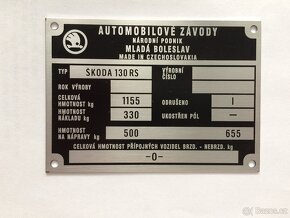 AUTOMOBILOVÉ ZÁVODY
NÁRODNÍ PODNIK
MLADÁ BOLESLAV
MADE IN CZECHOSLOVAKIA
TYP ŠKODA 130 RS VÝROBNÍ ČÍSLO
ROK VÝROBY
CELKOVÁ HMOTNOST kg 1155 ODRUŠENO I
HMOTNOST NÁKLADU kg 330 UKOSTŘEN PÓL —
HMOTNOST NA NÁPRAVY kg 500 655
CELKOVÁ HMOTNOST PŘÍPOJNÝCH VOZIDEL BRZD. - NEBRZD. kg
-0-
Sbazar.cz